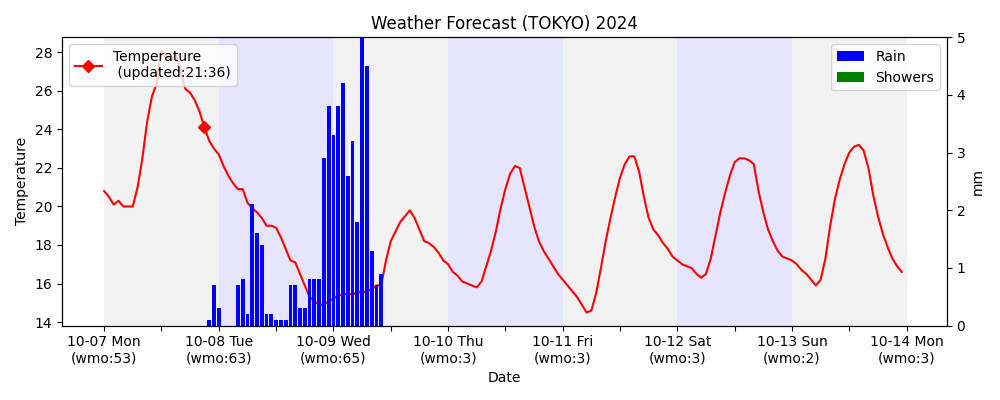 Weather Forecast (TOKYO) 2024
Temperature
(updated:21:36)
Rain
Showers
28
26
24
22
20
18
16
14
Temperature
5
4
3
2
1
0
mm
10-07 Mon
(wmo:53)
10-08 Tue
(wmo:63)
10-09 Wed
(wmo:65)
10-10 Thu
(wmo:3)
10-11 Fri
(wmo:3)
10-12 Sat
(wmo:3)
10-13 Sun
(wmo:2)
10-14 Mon
(wmo:3)
Date